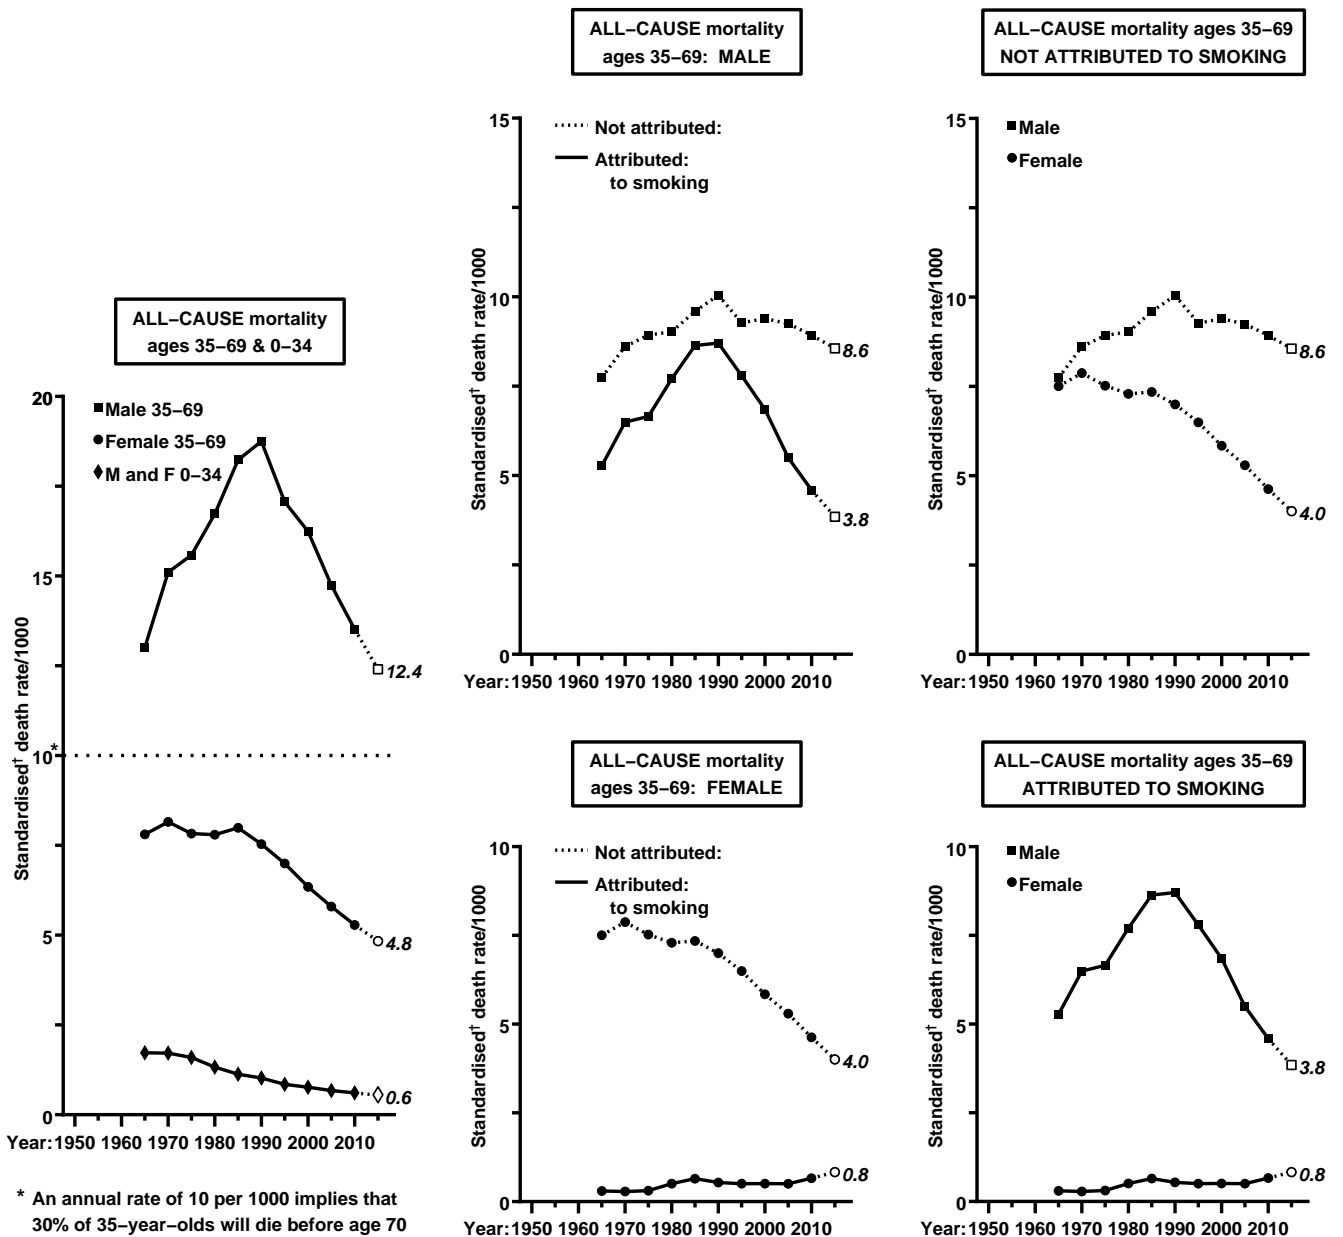 ALL−CAUSE mortality
ages 35−69 & 0−34
Standardised† death rate/1000
20
15
10*
5
0
Male 35−69
Female 35−69
M and F 0−34
12.4
4.8
0.6
Year: 1950 1960 1970 1980 1990 2000 2010
* An annual rate of 10 per 1000 implies that
30% of 35−year−olds will die before age 70
ALL−CAUSE mortality
ages 35−69: MALE
Standardised† death rate/1000
15
10
5
0
Not attributed:
Attributed:
to smoking
8.6
3.8
Year: 1950 1960 1970 1980 1990 2000 2010
ALL−CAUSE mortality ages 35−69
NOT ATTRIBUTED TO SMOKING
Standardised† death rate/1000
15
10
5
0
Male
Female
8.6
4.0
Year: 1950 1960 1970 1980 1990 2000 2010
ALL−CAUSE mortality
ages 35−69: FEMALE
Standardised† death rate/1000
10
5
0
Not attributed:
Attributed:
to smoking
4.0
0.8
Year: 1950 1960 1970 1980 1990 2000 2010
ALL−CAUSE mortality ages 35−69
ATTRIBUTED TO SMOKING
Standardised† death rate/1000
10
5
0
Male
Female
3.8
0.8
Year: 1950 1960 1970 1980 1990 2000 2010